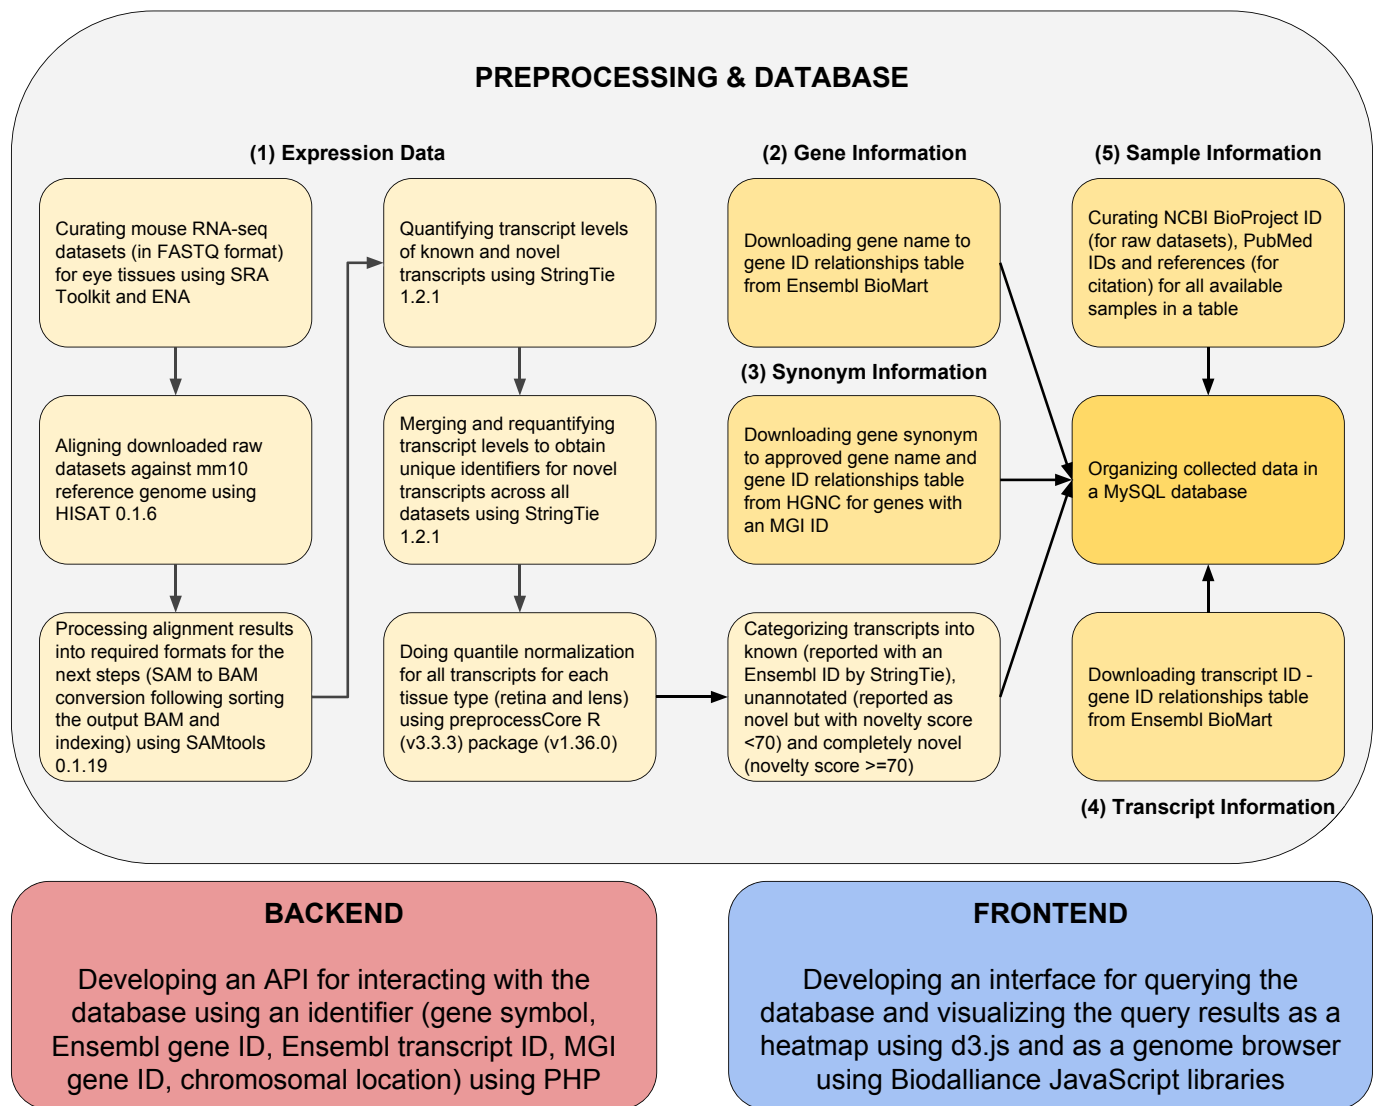 PREPROCESSING & DATABASE
(1) Expression Data
Curating mouse RNA-seq
datasets (in FASTQ format)
for eye tissues using SRA
Toolkit and ENA
Aligning downloaded raw
datasets against mm10
reference genome using
HISAT 0.1.6
Processing alignment results
into required formats for the
next steps (SAM to BAM
conversion following sorting
the output BAM and
indexing) using SAMtools
0.1.19
Quantifying transcript levels
of known and novel
transcripts using StringTie
1.2.1
Merging and requantifying
transcript levels to obtain
unique identifiers for novel
transcripts across all
datasets using StringTie
1.2.1
Doing quantile normalization
for all transcripts for each
tissue type (retina and lens)
using preprocessCore R
(v3.3.3) package (v1.36.0)
Categorizing transcripts into
known (reported with an
Ensembl ID by StringTie),
unannotated (reported as
novel but with novelty score
<70) and completely novel
(novelty score >=70)
(2) Gene Information
Downloading gene name to
gene ID relationships table
from Ensembl BioMart
(3) Synonym Information
Downloading gene synonym
to approved gene name and
gene ID relationships table
from HGNC for genes with
an MGI ID
(5) Sample Information
Curating NCBI BioProject ID
(for raw datasets), PubMed
IDs and references (for
citation) for all available
samples in a table
Organizing collected data in
a MySQL database
Downloading transcript ID -
gene ID relationships table
from Ensembl BioMart
(4) Transcript Information
BACKEND
Developing an API for interacting with the
database using an identifier (gene symbol,
Ensembl gene ID, Ensembl transcript ID, MGI
gene ID, chromosomal location) using PHP
FRONTEND
Developing an interface for querying the
database and visualizing the query results as a
heatmap using d3.js and as a genome browser
using Biodalliance JavaScript libraries